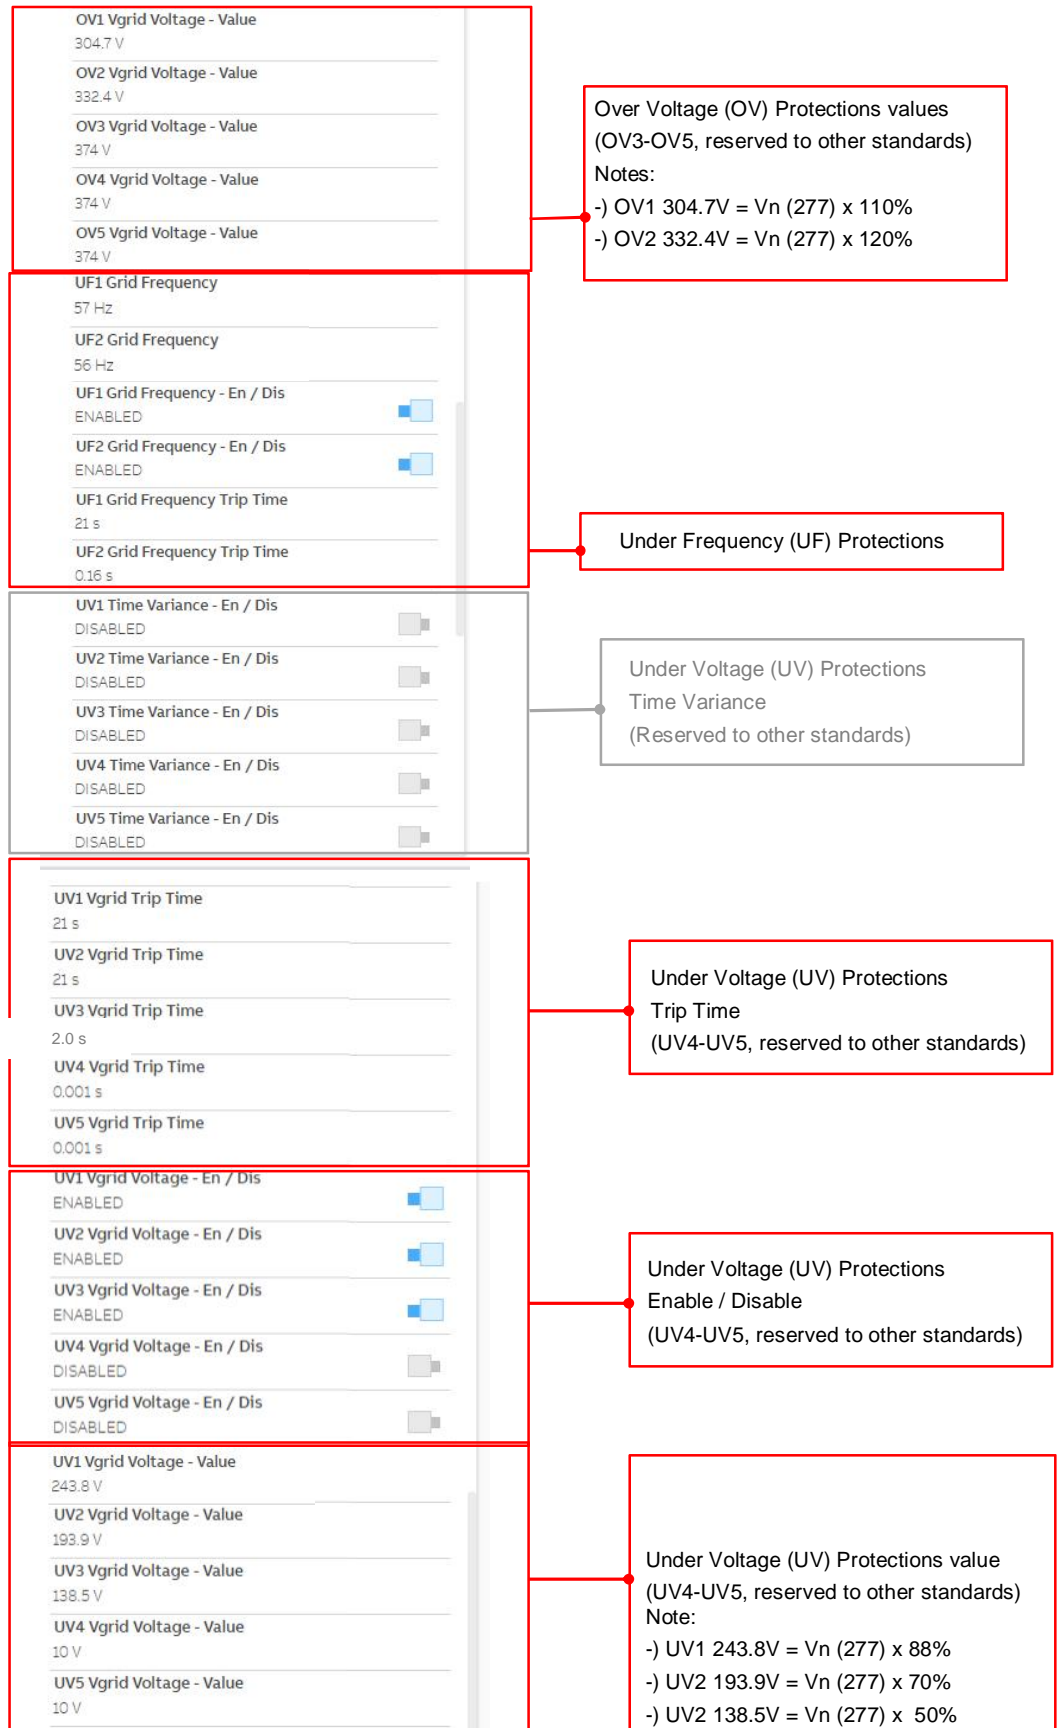 OV1 Vgrid Voltage - Value
304.7 V
OV2 Vgrid Voltage - Value
332.4 V
OV3 Vgrid Voltage - Value
374 V
OV4 Vgrid Voltage - Value
374 V
OV5 Vgrid Voltage - Value
374 V
Over Voltage (OV) Protections values
(OV3-OV5, reserved to other standards)
Notes:
-) OV1 304.7V = Vn (277) x 110%
-) OV2 332.4V = Vn (277) x 120%
UF1 Grid Frequency
57 Hz
UF2 Grid Frequency
56 Hz
UF1 Grid Frequency - En / Dis
ENABLED
UF2 Grid Frequency - En / Dis
ENABLED
UF1 Grid Frequency Trip Time
21 s
UF2 Grid Frequency Trip Time
0.16 s
Under Frequency (UF) Protections
UV1 Time Variance - En / Dis
DISABLED
UV2 Time Variance - En / Dis
DISABLED
UV3 Time Variance - En / Dis
DISABLED
UV4 Time Variance - En / Dis
DISABLED
UV5 Time Variance - En / Dis
DISABLED
Under Voltage (UV) Protections
Time Variance
(Reserved to other standards)
UV1 Vgrid Trip Time
21 s
UV2 Vgrid Trip Time
21 s
UV3 Vgrid Trip Time
2.0 s
UV4 Vgrid Trip Time
0.001 s
UV5 Vgrid Trip Time
0.001 s
Under Voltage (UV) Protections
Trip Time
(UV4-UV5, reserved to other standards)
UV1 Vgrid Voltage - En / Dis
ENABLED
UV2 Vgrid Voltage - En / Dis
ENABLED
UV3 Vgrid Voltage - En / Dis
ENABLED
UV4 Vgrid Voltage - En / Dis
DISABLED
UV5 Vgrid Voltage - En / Dis
DISABLED
Under Voltage (UV) Protections
Enable / Disable
(UV4-UV5, reserved to other standards)
UV1 Vgrid Voltage - Value
243.8 V
UV2 Vgrid Voltage - Value
193.9 V
UV3 Vgrid Voltage - Value
138.5 V
UV4 Vgrid Voltage - Value
10 V
UV5 Vgrid Voltage - Value
10 V
Under Voltage (UV) Protections value
(UV4-UV5, reserved to other standards)
Note:
-) UV1 243.8V = Vn (277) x 88%
-) UV2 193.9V = Vn (277) x 70%
-) UV2 138.5V = Vn (277) x 50%